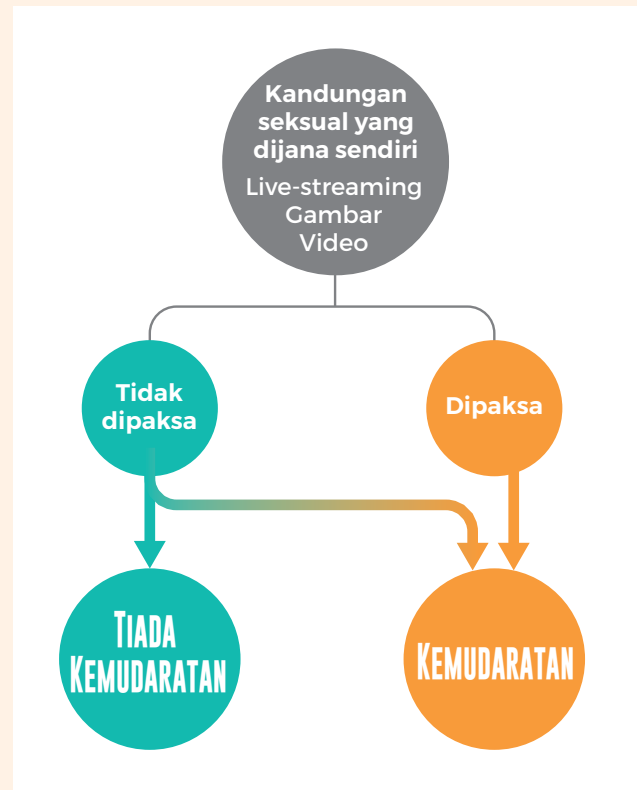 Kandungan
seksual yang
dijana sendiri
Live-streaming
Gambar
Video
Tidak
dipaksa
Dipaksa
TIADA
KEMUDARATAN
KEMUDARATAN